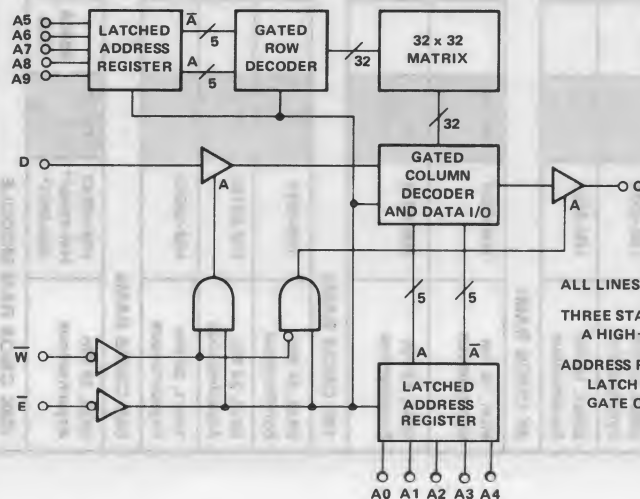 A5
A6
A7
A8
A9
LATCHED
ADDRESS
REGISTER
A̅
5
A
5
GATED
ROW
DECODER
32
32 x 32
MATRIX
32
D
A
GATED
COLUMN
DECODER
AND DATA I/O
A
Q
5
5
A
A̅
W̅
E̅
LATCHED
ADDRESS
REGISTER
A0 A1 A2 A3 A4
ALL LINES
THREE STA
A HIGH
ADDRESS
LATCH
GATE